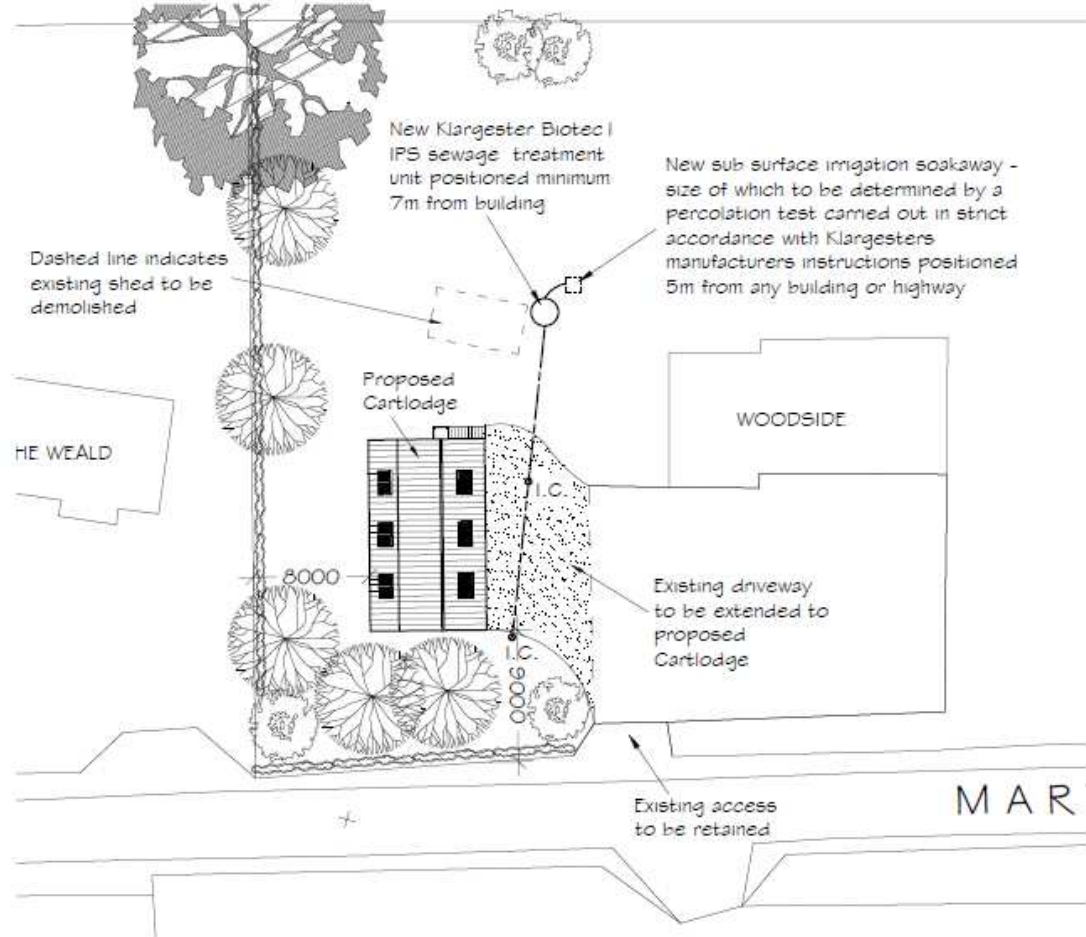 New Klargester Biotec 1
IPS sewage treatment
unit positioned minimum
7m from building
New sub surface irrigation soakaway -
size of which to be determined by a
percolation test carried out in strict
accordance with Klargesters
manufacturers instructions positioned
5m from any building or highway
Dashed line indicates
existing shed to be
demolished
Proposed
Cartlodge
WOODSIDE
HE WEALD
I.C.
8000
Existing driveway
to be extended to
proposed
Cartlodge
I.C.
9000
Existing access
to be retained
MAR